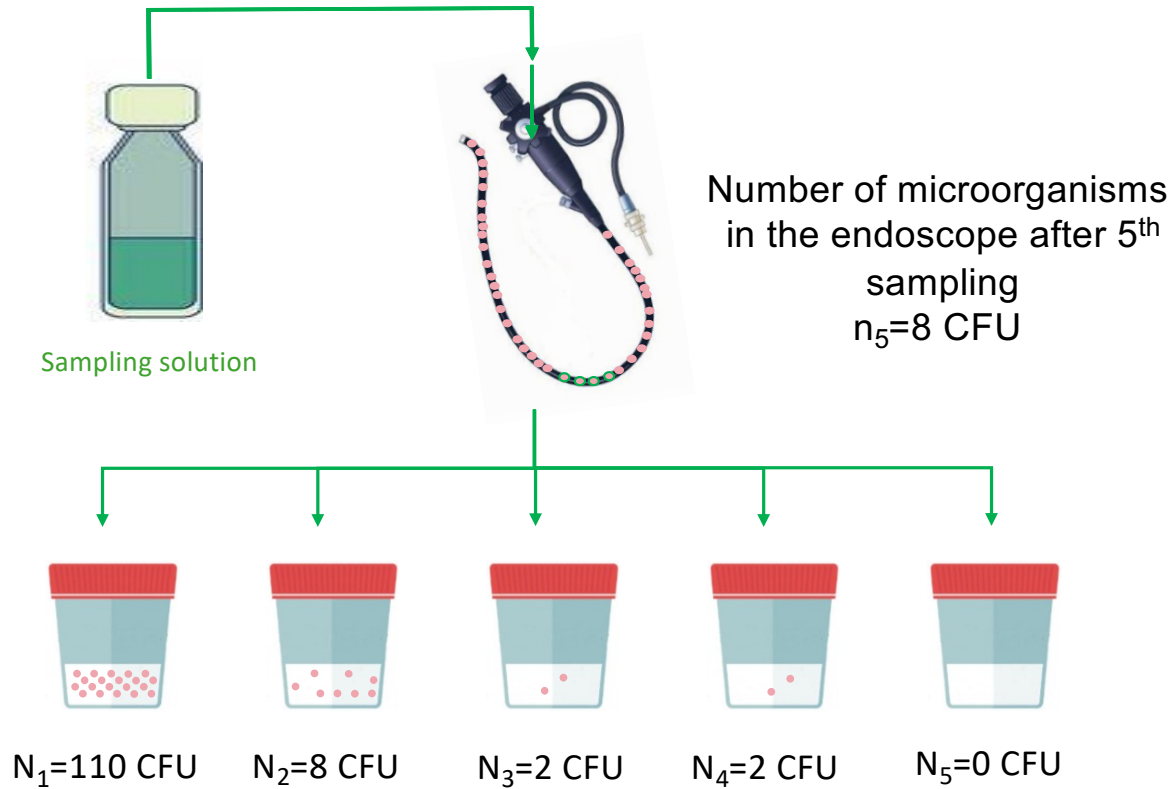 Number of microorganisms
in the endoscope after 5th
sampling
n5=8 CFU
Sampling solution
N1=110 CFU
N2=8 CFU
N3=2 CFU
N4=2 CFU
N5=0 CFU